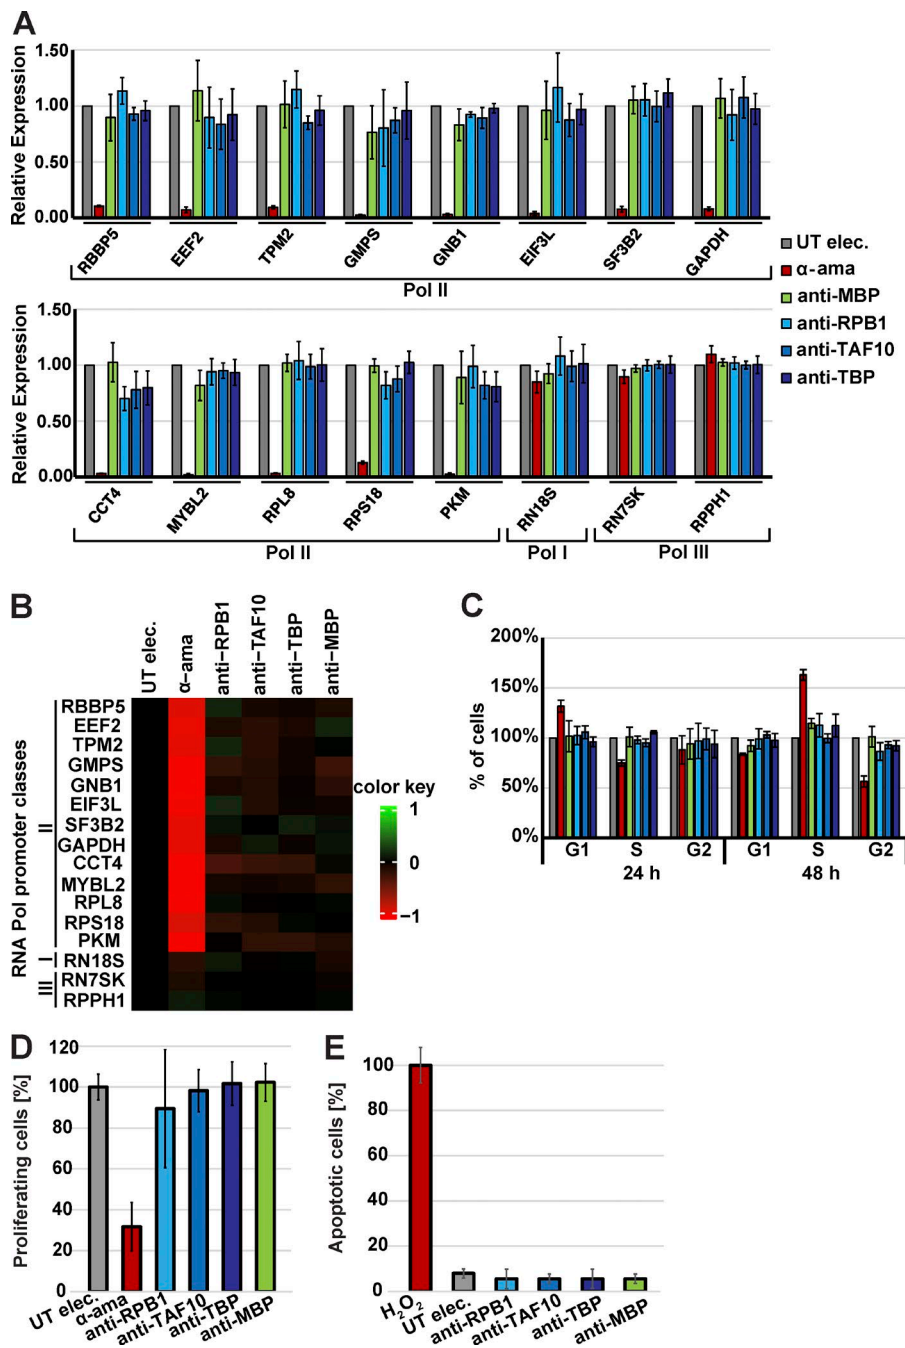 A
Relative Expression
1.50
1.00
0.50
0.00
RBBP5 EEF2 TPM2 GMPS GNB1 EIF3L SF3B2 GAPDH
Pol II
UT elec.
α-ama
anti-MBP
anti-RPB1
anti-TAF10
anti-TBP
Relative Expression
1.50
1.00
0.50
0.00
CCT4 MYBL2 RPL8 RPS18 PKM RN18S RN7SK RPPH1
Pol II Pol I Pol III
B
UT elec. α-ama anti-RPB1 anti-TAF10 anti-TBP anti-MBP
RNA Pol promoter classes
II
I
III
RBBP5
EEF2
TPM2
GMPS
GNB1
EIF3L
SF3B2
GAPDH
CCT4
MYBL2
RPL8
RPS18
PKM
RN18S
RN7SK
RPPH1
color key
1
0
-1
C
% of cells
200%
150%
100%
50%
0%
G1 S G2 G1 S G2
24 h 48 h
D
Proliferating cells [%]
120
100
80
60
40
20
0
UT elec. α-ama anti-RPB1 anti-TAF10 anti-TBP anti-MBP
E
Apoptotic cells [%]
100
80
60
40
20
0
H2O2 UT elec. anti-RPB1 anti-TAF10 anti-TBP anti-MBP